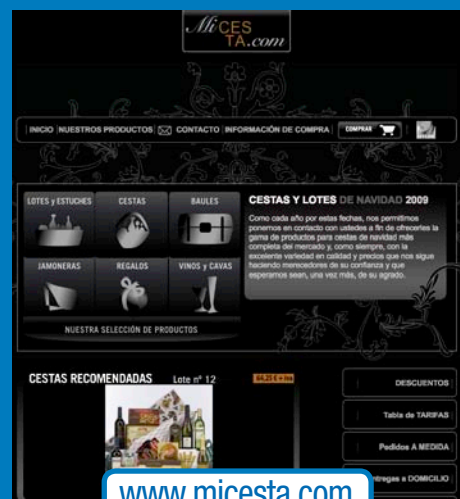 Mi CES
TA.com
INICIO NUESTROS PRODUCTOS CONTACTO INFORMACIÓN DE COMPRA COMPRAR
LOTES y ESTUCHES CESTAS BAULES
JAMONERAS REGALOS VINOS y CAVAS
NUESTRA SELECCIÓN DE PRODUCTOS
CESTAS Y LOTES DE NAVIDAD 2009
Como cada año por estas fechas, nos permitimos
ponernos en contacto con ustedes a fin de ofrecerles la
gama de productos para cestas de navidad más
completa del mercado y, como siempre, con la
excelente variedad en calidad y precios que nos sigue
haciendo merecedores de su confianza y que
esperamos sean, una vez más, de su agrado.
CESTAS RECOMENDADAS Lote nº 12 64,25 € + iva
DESCUENTOS
Tabla de TARIFAS
Pedidos A MEDIDA
Entregas a DOMICILIO
www.micesta.com